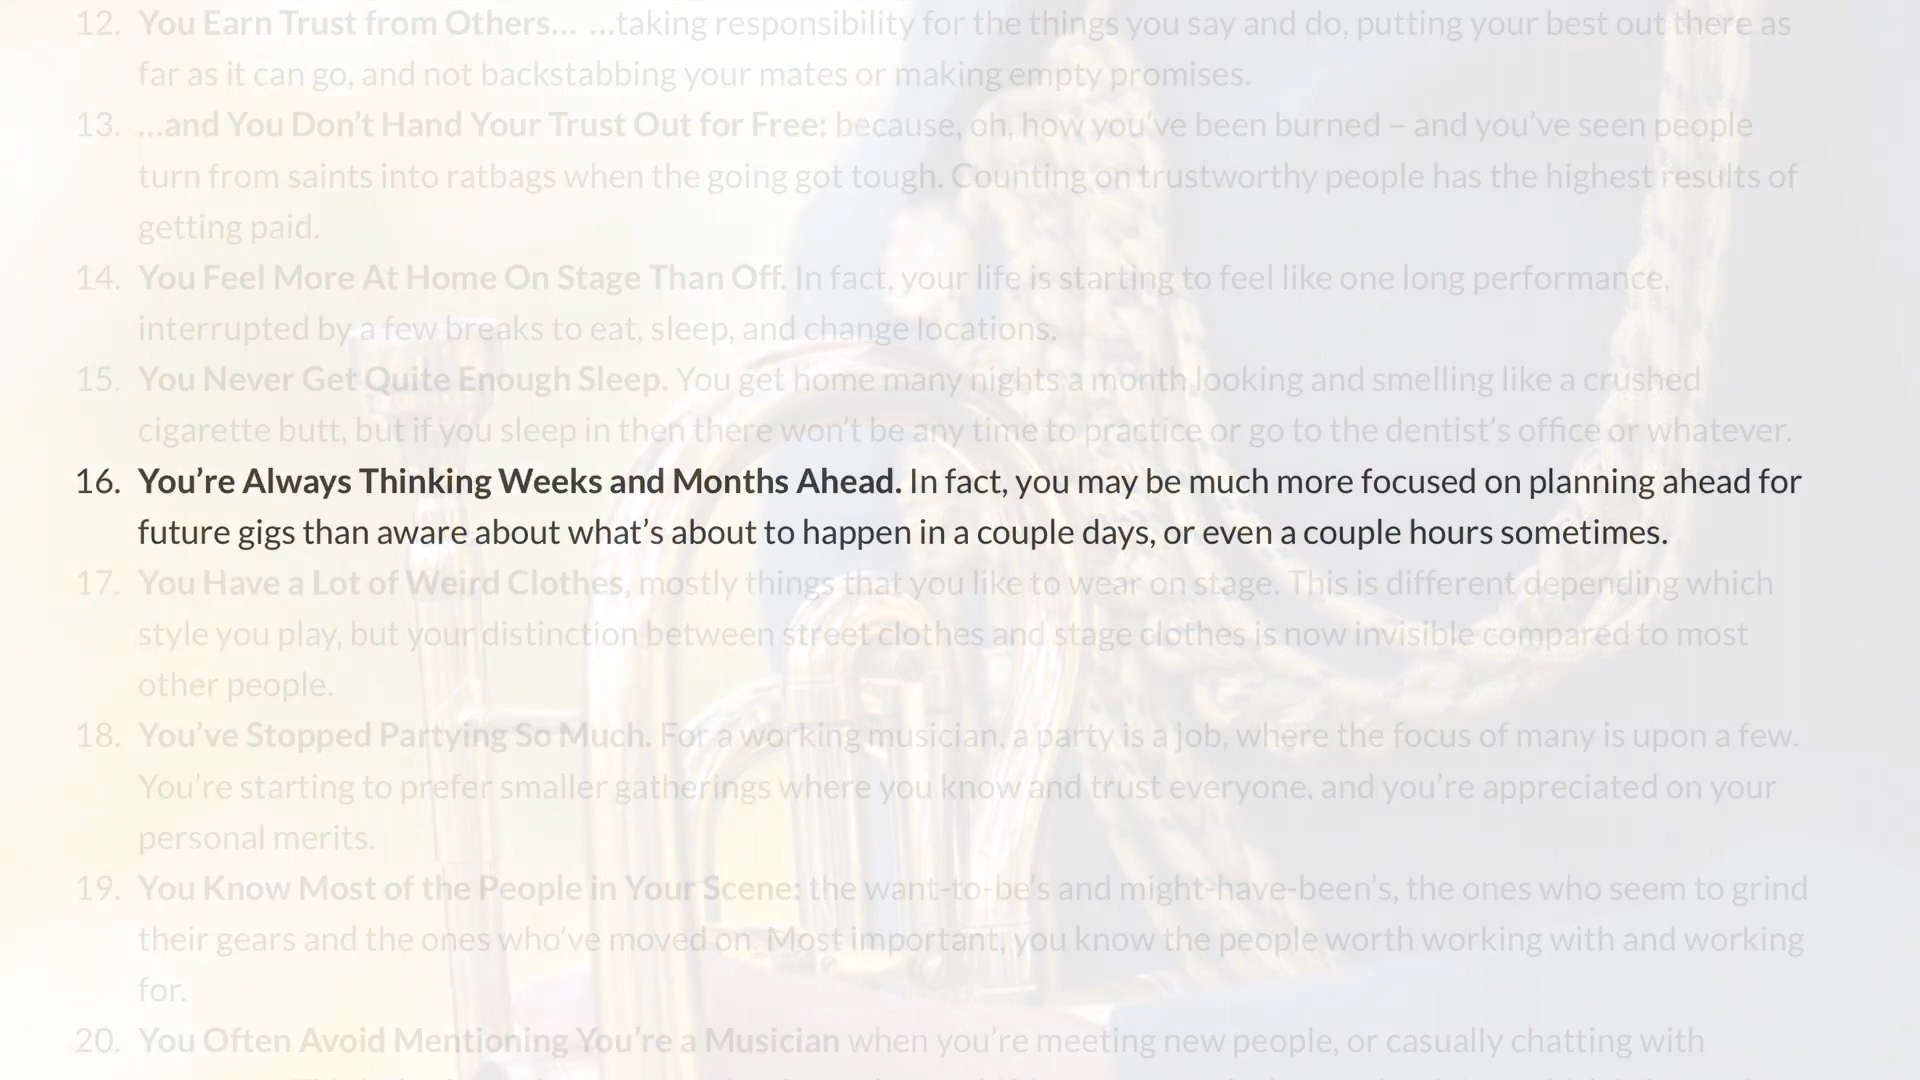 12. You Earn Trust from Others… …taking responsibility for the things you say and do, putting your best out there as
far as it can go, and not backstabbing your mates or making empty promises.
13. …and You Don’t Hand Your Trust Out for Free: because, oh, how you’ve been burned – and you’ve seen people
turn from saints into ratbags when the going got tough. Counting on trustworthy people has the highest results of
getting paid.
14. You Feel More At Home On Stage Than Off. In fact, your life is starting to feel like one long performance,
interrupted by a few breaks to eat, sleep, and change locations.
15. You Never Get Quite Enough Sleep. You get home many nights a month looking and smelling like a crushed
cigarette butt, but if you sleep in then there won’t be any time to practice or go to the dentist’s office or whatever.
16. You’re Always Thinking Weeks and Months Ahead. In fact, you may be much more focused on planning ahead for
future gigs than aware about what’s about to happen in a couple days, or even a couple hours sometimes.
17. You Have a Lot of Weird Clothes, mostly things that you like to wear on stage. This is different depending which
style you play, but your distinction between street clothes and stage clothes is now invisible compared to most
other people.
18. You’ve Stopped Partying So Much. For a working musician, a party is a job, where the focus of many is upon a few.
You’re starting to prefer smaller gatherings where you know and trust everyone, and you’re appreciated on your
personal merits.
19. You Know Most of the People in Your Scene: the want-to-be’s and might-have-been’s, the ones who seem to grind
their gears and the ones who’ve moved on. Most important, you know the people worth working with and working
for.
20. You Often Avoid Mentioning You’re a Musician when you’re meeting new people, or casually chatting with